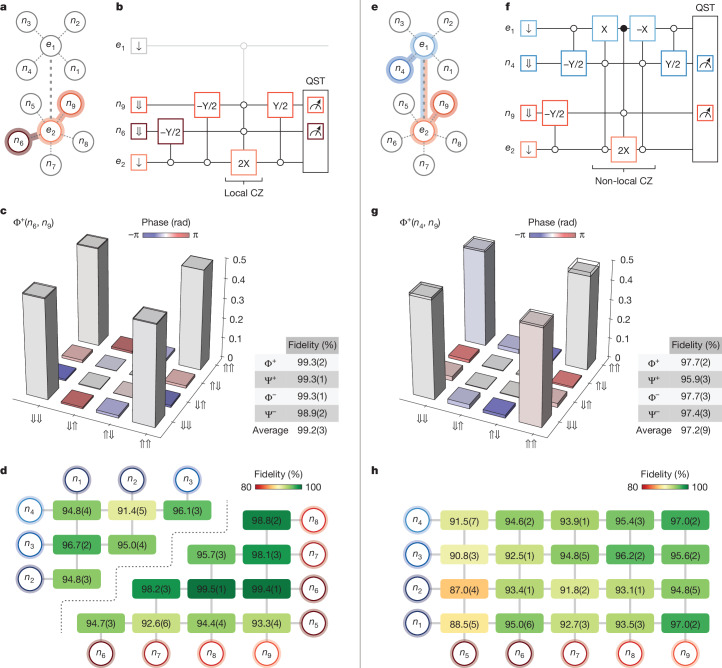 a
n3
n2
e1
n4
n1
n5
n9
e2
n6
n8
n7
b
e1
↓
QST
n9
⇓
−Y/2
Y/2
n6
⇓
−Y/2
e2
↓
2X
Local CZ
c
Φ+(n6, n9)
Phase (rad)
−π
π
0.5
0.4
0.3
0.2
0.1
0
⇓⇓
⇓⇑
⇑⇓
⇑⇑
⇓⇓
⇓⇑
⇑⇓
⇑⇑
Fidelity (%)
Φ+ 99.3(2)
Ψ+ 99.3(1)
Φ− 99.3(1)
Ψ− 98.9(2)
Average 99.2(3)
d
n1 n2 n3
Fidelity (%)
80 100
n4 94.8(4) 91.4(5) 96.1(3)
98.8(2) n8
n3 96.7(2) 95.0(4)
95.7(3) 98.1(3) n7
n2 94.8(3)
98.2(3) 99.5(1) 99.4(1) n6
94.7(3) 92.6(6) 94.4(4) 93.3(4) n5
n6 n7 n8 n9
e
n3
n2
e1
n4
n1
n5
n9
e2
n6
n8
n7
f
e1
↓
X
−X
QST
n4
⇓
−Y/2
Y/2
n9
⇓
−Y/2
e2
↓
2X
Non-local CZ
g
Φ+(n4, n9)
Phase (rad)
−π
π
0.5
0.4
0.3
0.2
0.1
0
⇓⇓
⇓⇑
⇑⇓
⇑⇑
⇓⇓
⇓⇑
⇑⇓
⇑⇑
Fidelity (%)
Φ+ 97.7(2)
Ψ+ 95.9(3)
Φ− 97.7(3)
Ψ− 97.4(3)
Average 97.2(9)
h
Fidelity (%)
80 100
n4 91.5(7) 94.6(2) 93.9(1) 95.4(3) 97.0(2)
n3 90.8(3) 92.5(1) 94.8(5) 96.2(2) 95.6(2)
n2 87.0(4) 93.4(1) 91.8(2) 93.1(1) 94.8(5)
n1 88.5(5) 95.0(6) 92.7(3) 93.5(3) 97.0(2)
n5 n6 n7 n8 n9